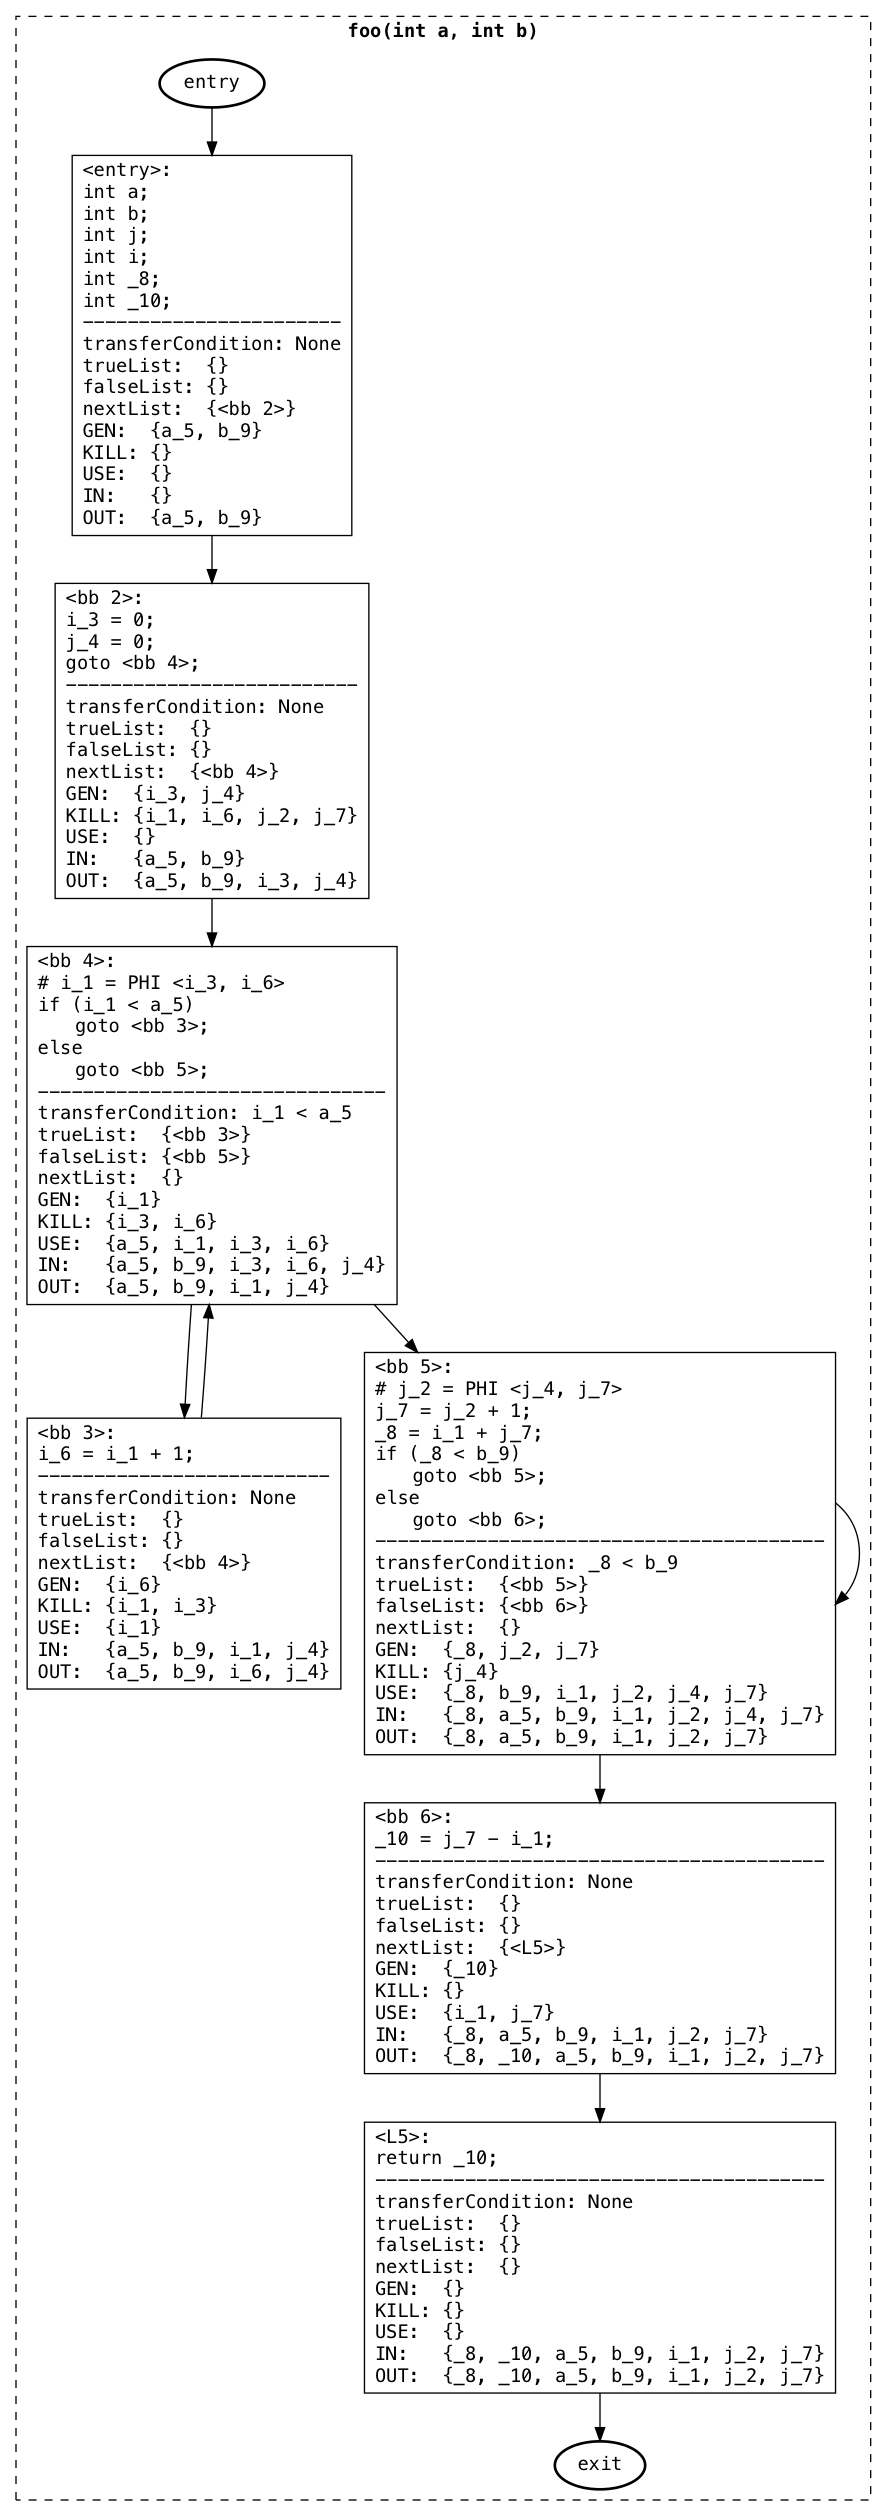 foo(int a, int b)
entry
<entry>:
int a;
int b;
int j;
int i;
int _8;
int _10;
-----------------------
transferCondition: None
trueList:  {}
falseList: {}
nextList:  {<bb 2>}
GEN:  {a_5, b_9}
KILL: {}
USE:  {}
IN:   {}
OUT:  {a_5, b_9}
<bb 2>:
i_3 = 0;
j_4 = 0;
goto <bb 4>;
--------------------------
transferCondition: None
trueList:  {}
falseList: {}
nextList:  {<bb 4>}
GEN:  {i_3, j_4}
KILL: {i_1, i_6, j_2, j_7}
USE:  {}
IN:   {a_5, b_9}
OUT:  {a_5, b_9, i_3, j_4}
<bb 4>:
# i_1 = PHI <i_3, i_6>
if (i_1 < a_5)
goto <bb 3>;
else
goto <bb 5>;
-------------------------------
transferCondition: i_1 < a_5
trueList:  {<bb 3>}
falseList: {<bb 5>}
nextList:  {}
GEN:  {i_1}
KILL: {i_3, i_6}
USE:  {a_5, i_1, i_3, i_6}
IN:   {a_5, b_9, i_3, i_6, j_4}
OUT:  {a_5, b_9, i_1, j_4}
<bb 3>:
i_6 = i_1 + 1;
--------------------------
transferCondition: None
trueList:  {}
falseList: {}
nextList:  {<bb 4>}
GEN:  {i_6}
KILL: {i_1, i_3}
USE:  {i_1}
IN:   {a_5, b_9, i_1, j_4}
OUT:  {a_5, b_9, i_6, j_4}
<bb 5>:
# j_2 = PHI <j_4, j_7>
j_7 = j_2 + 1;
_8 = i_1 + j_7;
if (_8 < b_9)
goto <bb 5>;
else
goto <bb 6>;
----------------------------------------
transferCondition: _8 < b_9
trueList:  {<bb 5>}
falseList: {<bb 6>}
nextList:  {}
GEN:  {_8, j_2, j_7}
KILL: {j_4}
USE:  {_8, b_9, i_1, j_2, j_4, j_7}
IN:   {_8, a_5, b_9, i_1, j_2, j_4, j_7}
OUT:  {_8, a_5, b_9, i_1, j_2, j_7}
<bb 6>:
_10 = j_7 - i_1;
----------------------------------------
transferCondition: None
trueList:  {}
falseList: {}
nextList:  {<L5>}
GEN:  {_10}
KILL: {}
USE:  {i_1, j_7}
IN:   {_8, a_5, b_9, i_1, j_2, j_7}
OUT:  {_8, _10, a_5, b_9, i_1, j_2, j_7}
<L5>:
return _10;
----------------------------------------
transferCondition: None
trueList:  {}
falseList: {}
nextList:  {}
GEN:  {}
KILL: {}
USE:  {}
IN:   {_8, _10, a_5, b_9, i_1, j_2, j_7}
OUT:  {_8, _10, a_5, b_9, i_1, j_2, j_7}
exit